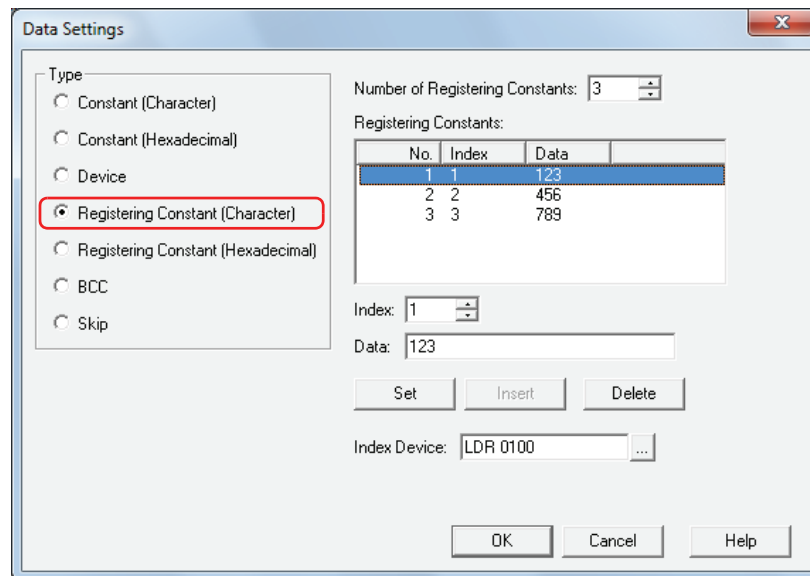 Data Settings
Type
Constant (Character)
Constant (Hexadecimal)
Device
Registering Constant (Character)
Registering Constant (Hexadecimal)
BCC
Skip
Number of Registering Constants: 3
Registering Constants:
No. Index Data
1 1 123
2 2 456
3 3 789
Index: 1
Data: 123
Set Insert Delete
Index Device: LDR 0100 ...
OK Cancel Help